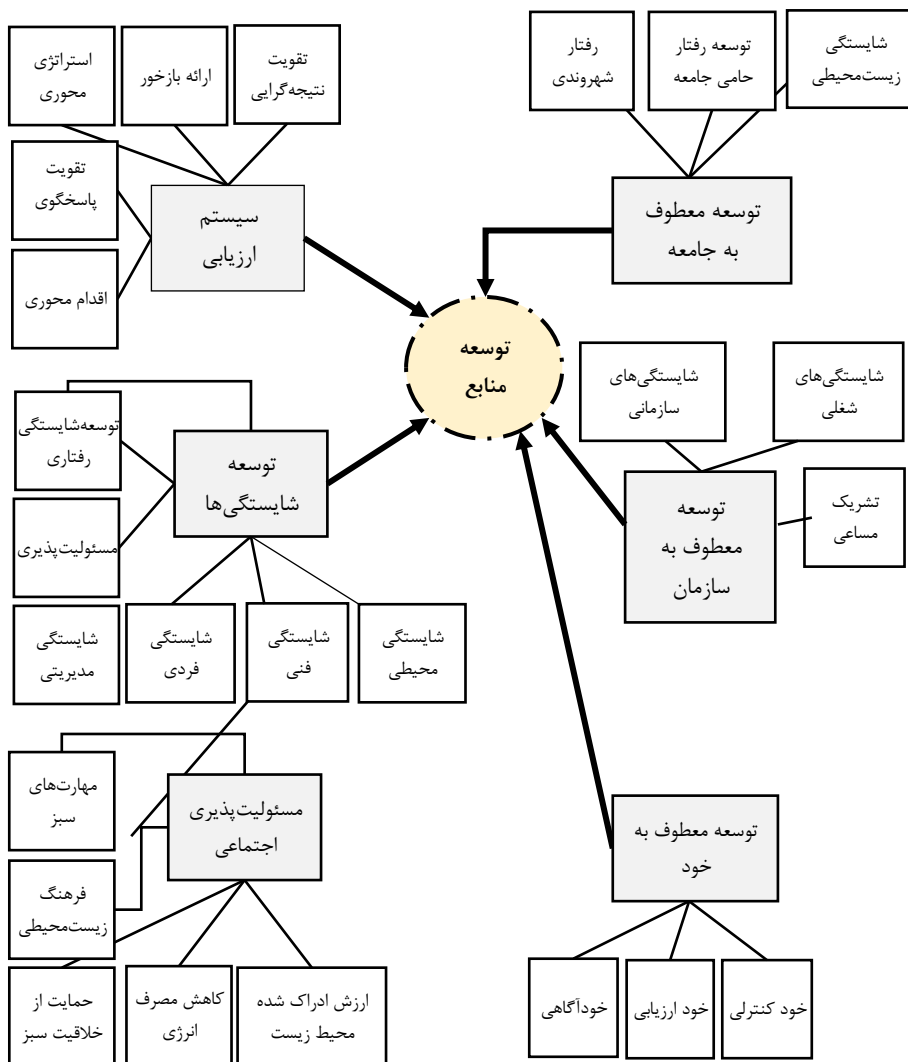 شایستگی
زیست‌محیطی
توسعه رفتار
حامی جامعه
رفتار
شهروندی
توسعه معطوف
به جامعه
تقویت
نتیجه‌گرایی
ارائه بازخور
استراتژی
محوری
تقویت
پاسخگوی
اقدام محوری
سیستم
ارزیابی
توسعه
منابع
شایستگی‌های
شغلی
شایستگی‌های
سازمانی
تشریک
مساعی
توسعه
معطوف به
سازمان
توسعه
شایستگی‌ها
توسعه‌شایستگی
رفتاری
مسئولیت‌پذیری
شایستگی
محیطی
شایستگی
فنی
شایستگی
فردی
شایستگی
مدیریتی
توسعه معطوف به
خود
خود کنترلی
خود ارزیابی
خودآگاهی
مسئولیت‌پذیری
اجتماعی
مهارت‌های
سبز
فرهنگ
زیست‌محیطی
ارزش ادراک شده
محیط زیست
کاهش مصرف
انرژی
حمایت از
خلاقیت سبز